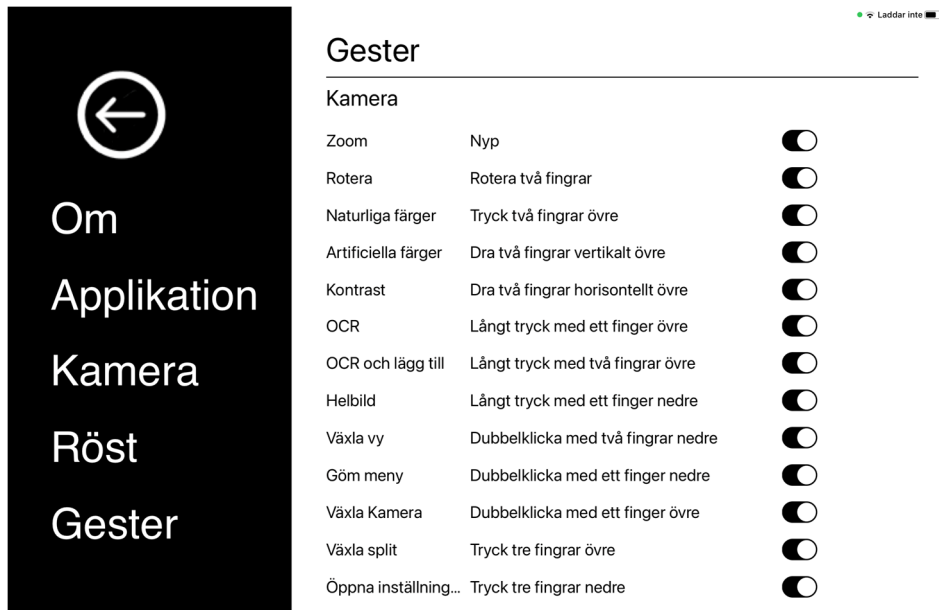 Laddar inte
Om
Applikation
Kamera
Röst
Gester
Gester
Kamera
Zoom Nyp
Rotera Rotera två fingrar
Naturliga färger Tryck två fingrar övre
Artificiella färger Dra två fingrar vertikalt övre
Kontrast Dra två fingrar horisontellt övre
OCR Långt tryck med ett finger övre
OCR och lägg till Långt tryck med två fingrar övre
Helbild Långt tryck med ett finger nedre
Växla vy Dubbelklicka med två fingrar nedre
Göm meny Dubbelklicka med ett finger nedre
Växla Kamera Dubbelklicka med ett finger övre
Växla split Tryck tre fingrar övre
Öppna inställning... Tryck tre fingrar nedre